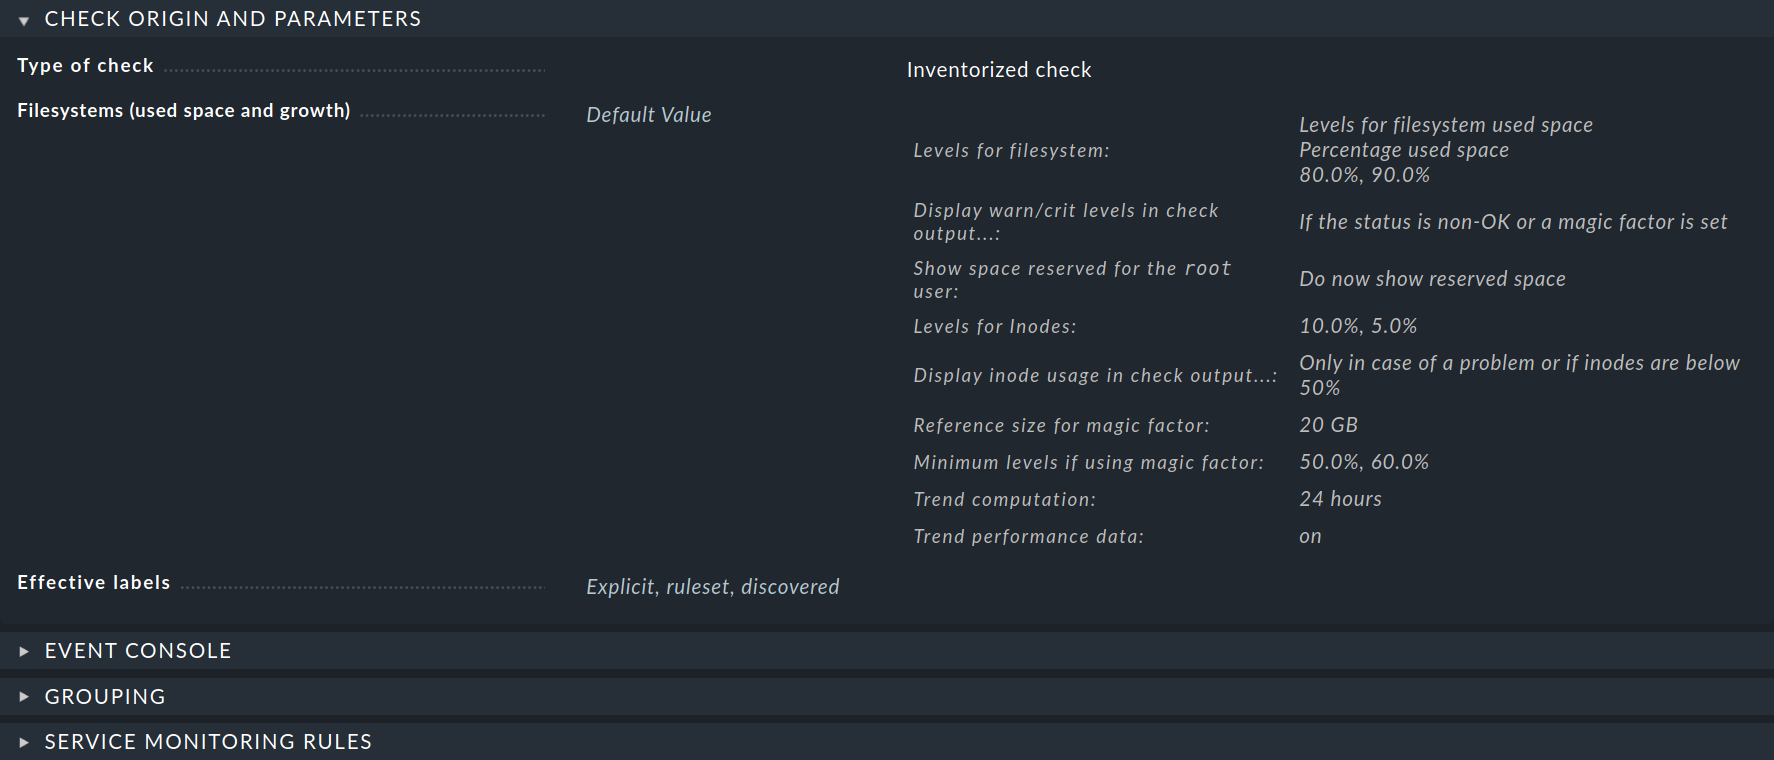 CHECK ORIGIN AND PARAMETERS
Type of check
Inventorized check
Filesystems (used space and growth)
Default Value
Levels for filesystem:
Levels for filesystem used space
Percentage used space
80.0%, 90.0%
Display warn/crit levels in check
output...:
If the status is non-OK or a magic factor is set
Show space reserved for the root
user:
Do now show reserved space
Levels for Inodes:
10.0%, 5.0%
Display inode usage in check output...:
Only in case of a problem or if inodes are below
50%
Reference size for magic factor:
20 GB
Minimum levels if using magic factor:
50.0%, 60.0%
Trend computation:
24 hours
Trend performance data:
on
Effective labels
Explicit, ruleset, discovered
EVENT CONSOLE
GROUPING
SERVICE MONITORING RULES